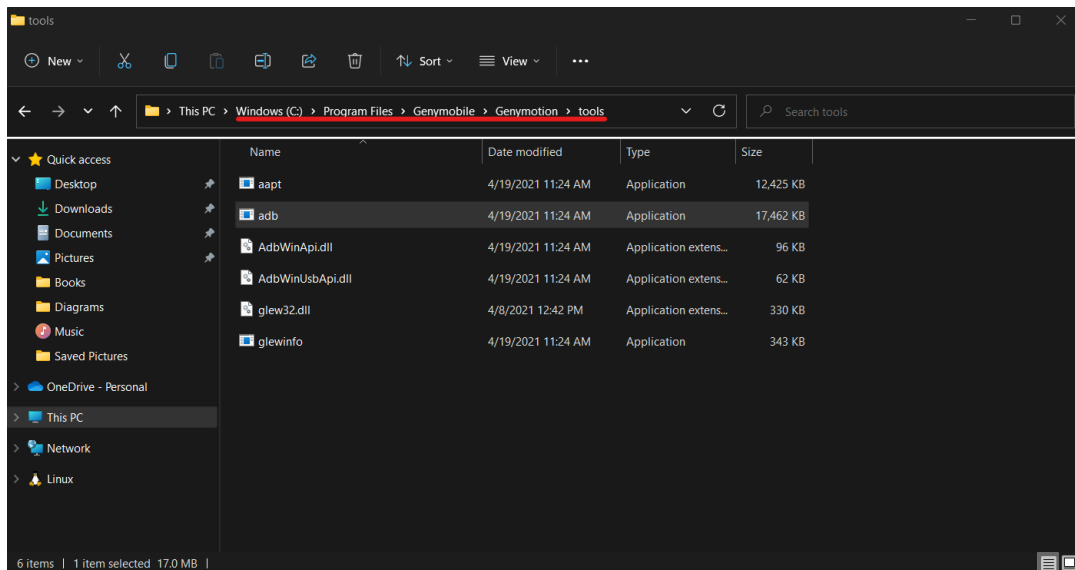 tools
New
Sort
View
This PC > Windows (C:) > Program Files > Genymobile > Genymotion > tools
Search tools
Quick access
Desktop
Downloads
Documents
Pictures
Books
Diagrams
Music
Saved Pictures
OneDrive - Personal
This PC
Network
Linux
Name Date modified Type Size
aapt 4/19/2021 11:24 AM Application 12,425 KB
adb 4/19/2021 11:24 AM Application 17,462 KB
AdbWinApi.dll 4/19/2021 11:24 AM Application extens... 96 KB
AdbWinUsbApi.dll 4/19/2021 11:24 AM Application extens... 62 KB
glew32.dll 4/8/2021 12:42 PM Application extens... 330 KB
glewinfo 4/19/2021 11:24 AM Application 343 KB
6 items | 1 item selected 17.0 MB |